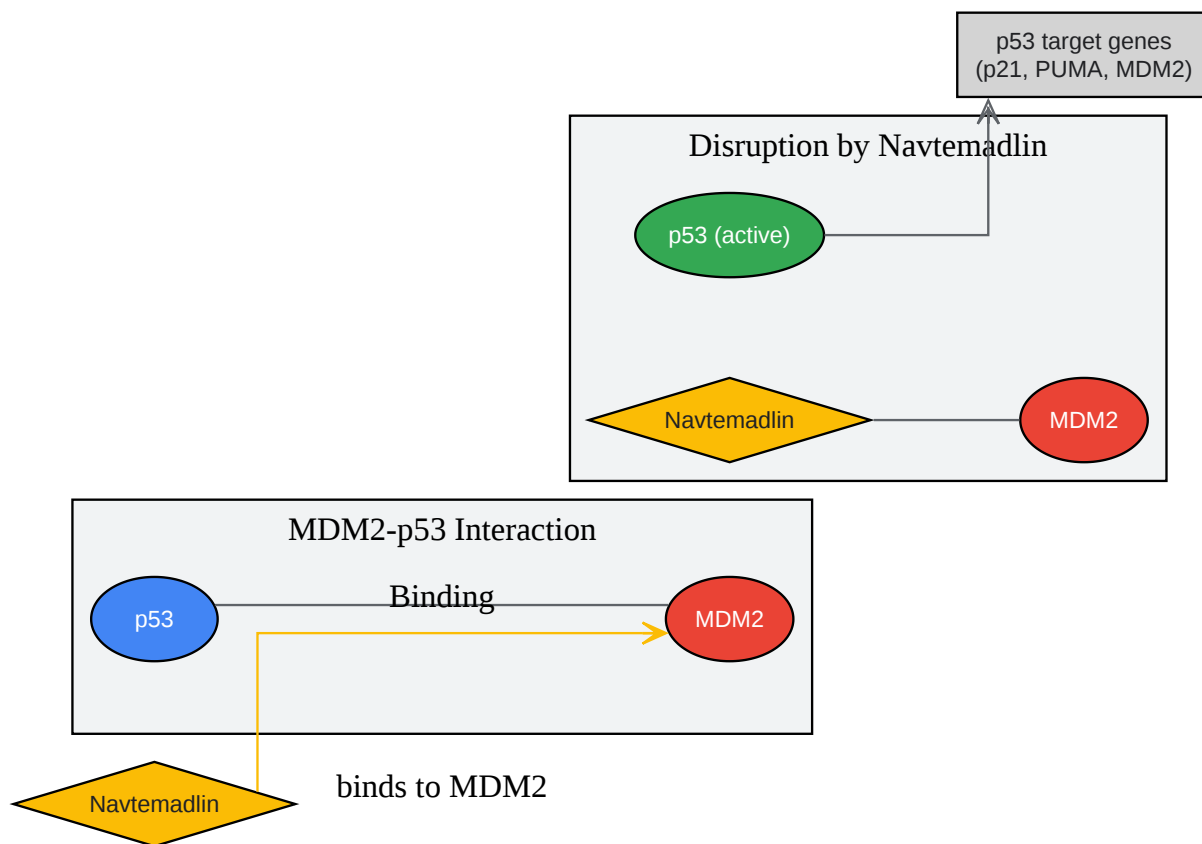 p53 target genes
(p21, PUMA, MDM2)
Disruption by Navtemadlin
p53 (active)
Navtemadlin
MDM2
MDM2-p53 Interaction
Binding
p53
MDM2
Navtemadlin
binds to MDM2